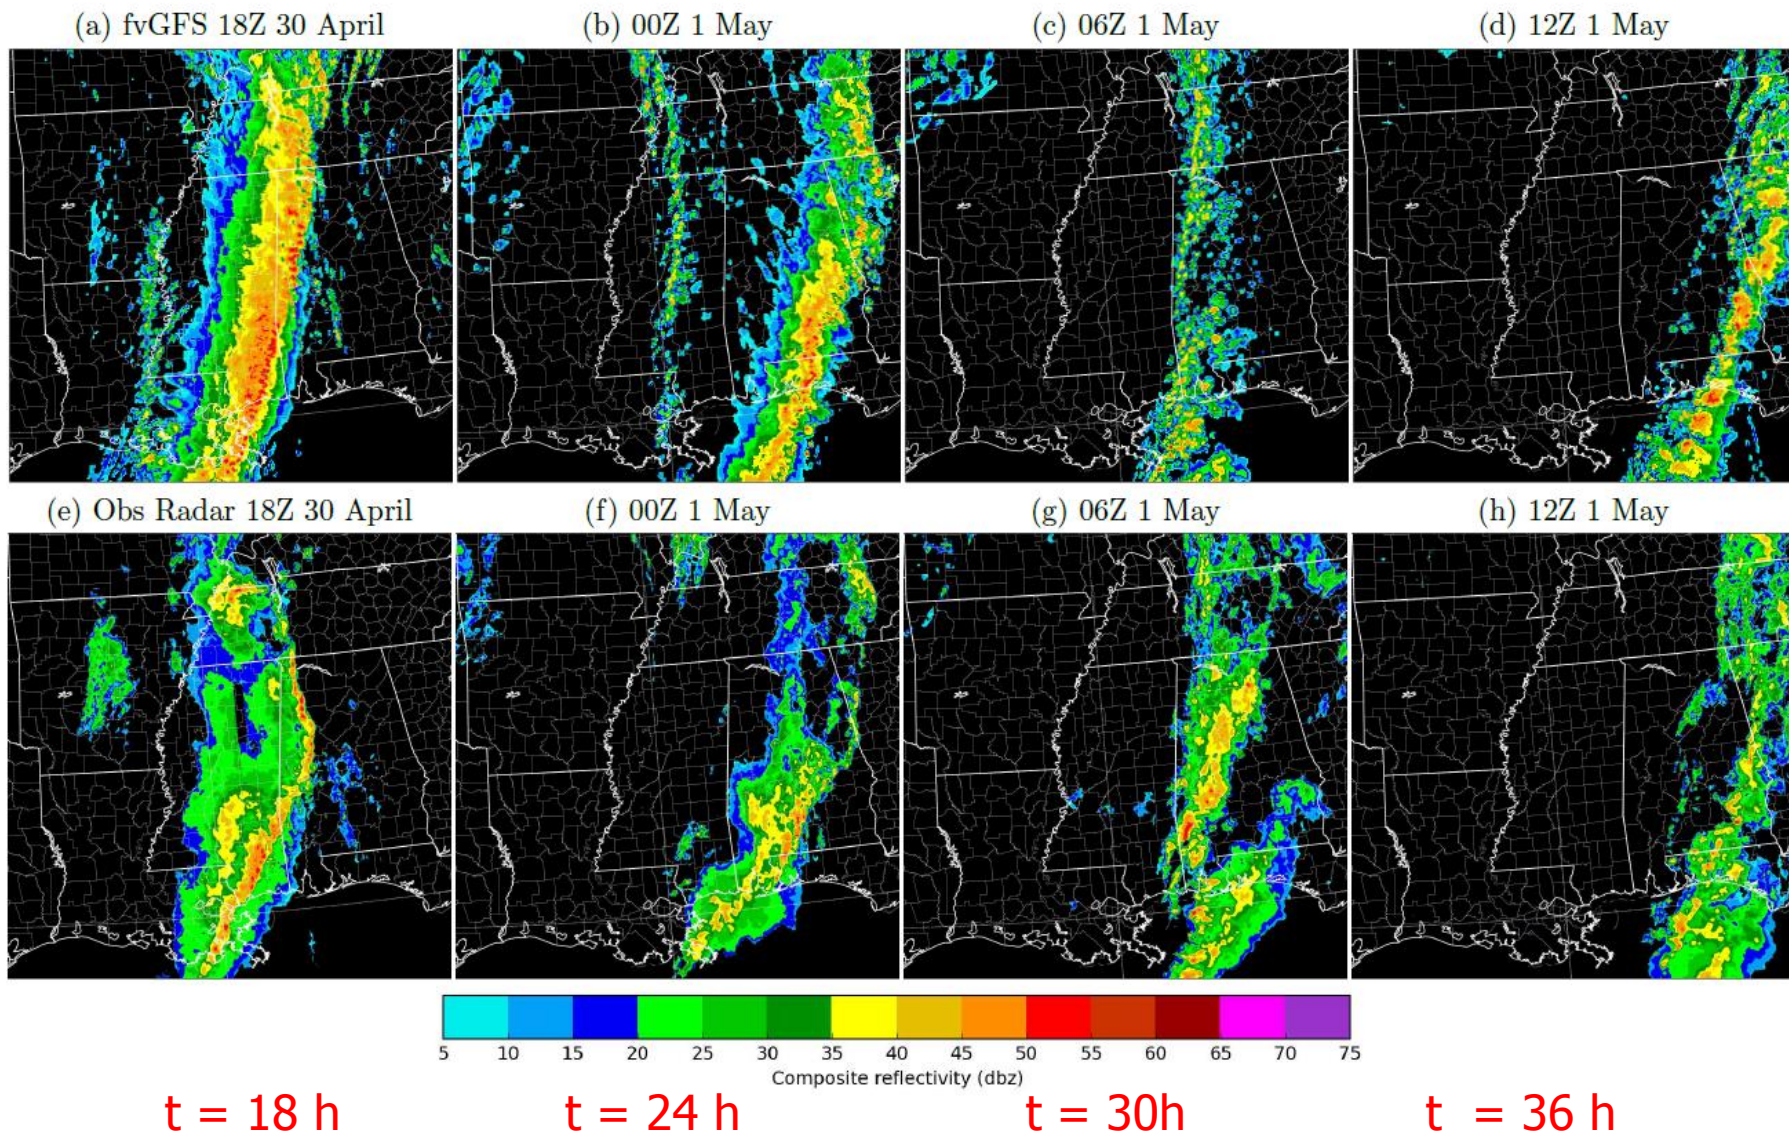 (a) fvGFS 18Z 30 April
(b) 00Z 1 May
(c) 06Z 1 May
(d) 12Z 1 May
(e) Obs Radar 18Z 30 April
(f) 00Z 1 May
(g) 06Z 1 May
(h) 12Z 1 May
5 10 15 20 25 30 35 40 45 50 55 60 65 70 75
Composite reflectivity (dbz)
t = 18 h
t = 24 h
t = 30h
t = 36 h